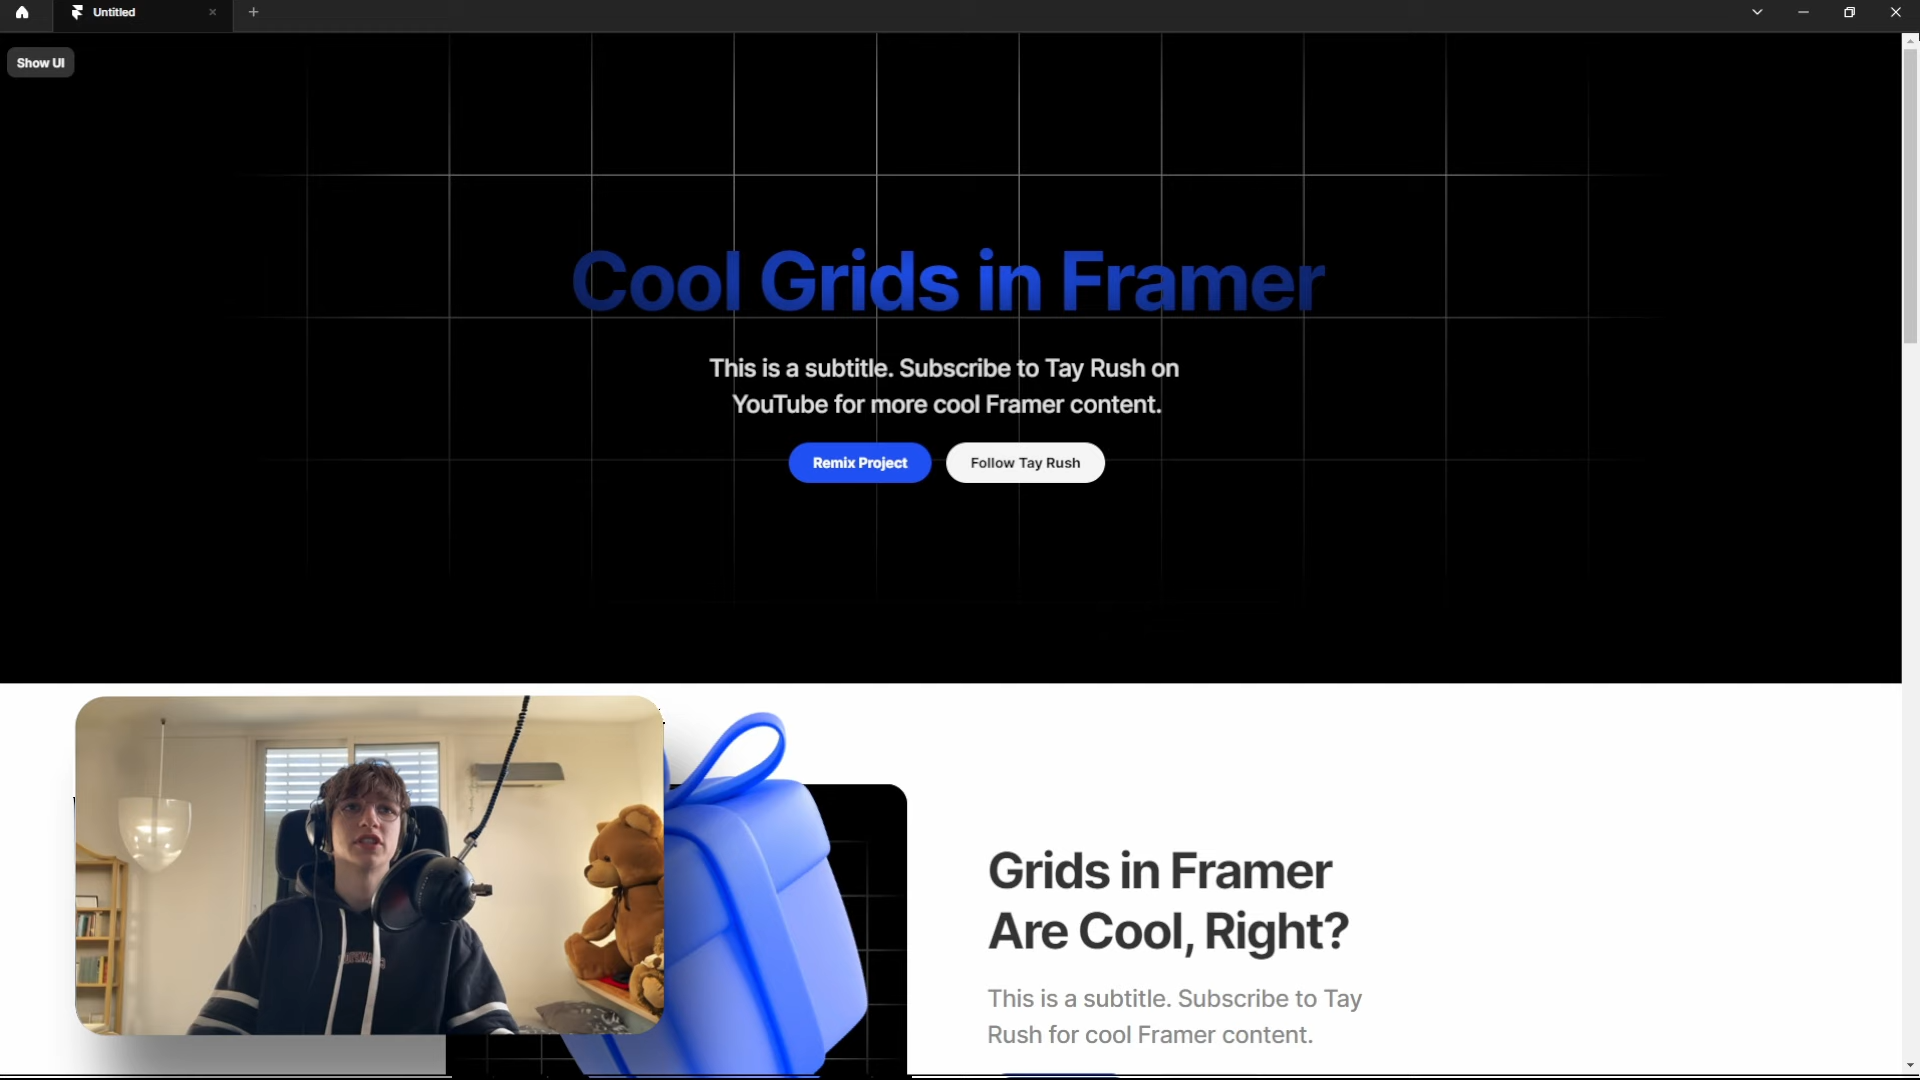 Untitled
Show UI
Cool Grids in Framer
This is a subtitle. Subscribe to Tay Rush on
YouTube for more cool Framer content.
Remix Project
Follow Tay Rush
Grids in Framer
Are Cool, Right?
This is a subtitle. Subscribe to Tay
Rush for cool Framer content.